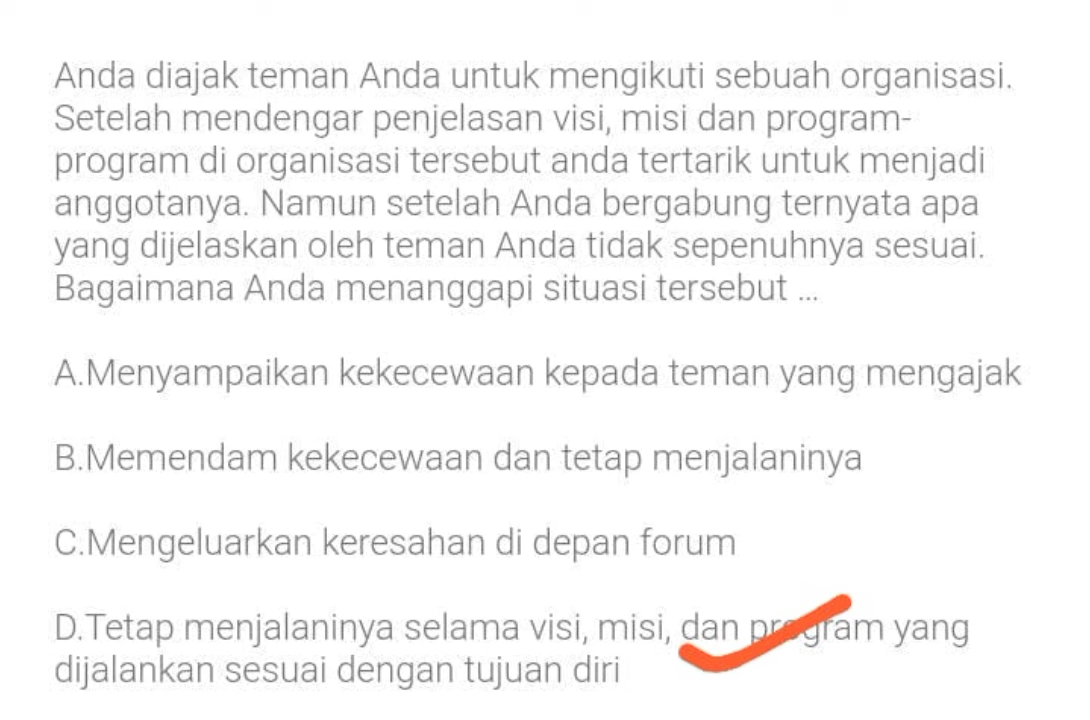 Anda diajak teman Anda untuk mengikuti sebuah organisasi.
Setelah mendengar penjelasan visi, misi dan program-
program di organisasi tersebut anda tertarik untuk menjadi
anggotanya. Namun setelah Anda bergabung ternyata apa
yang dijelaskan oleh teman Anda tidak sepenuhnya sesuai.
Bagaimana Anda menanggapi situasi tersebut ...
A.Menyampaikan kekecewaan kepada teman yang mengajak
B.Memendam kekecewaan dan tetap menjalaninya
C.Mengeluarkan keresahan di depan forum
D.Tetap menjalaninya selama visi, misi, dan program yang
dijalankan sesuai dengan tujuan diri